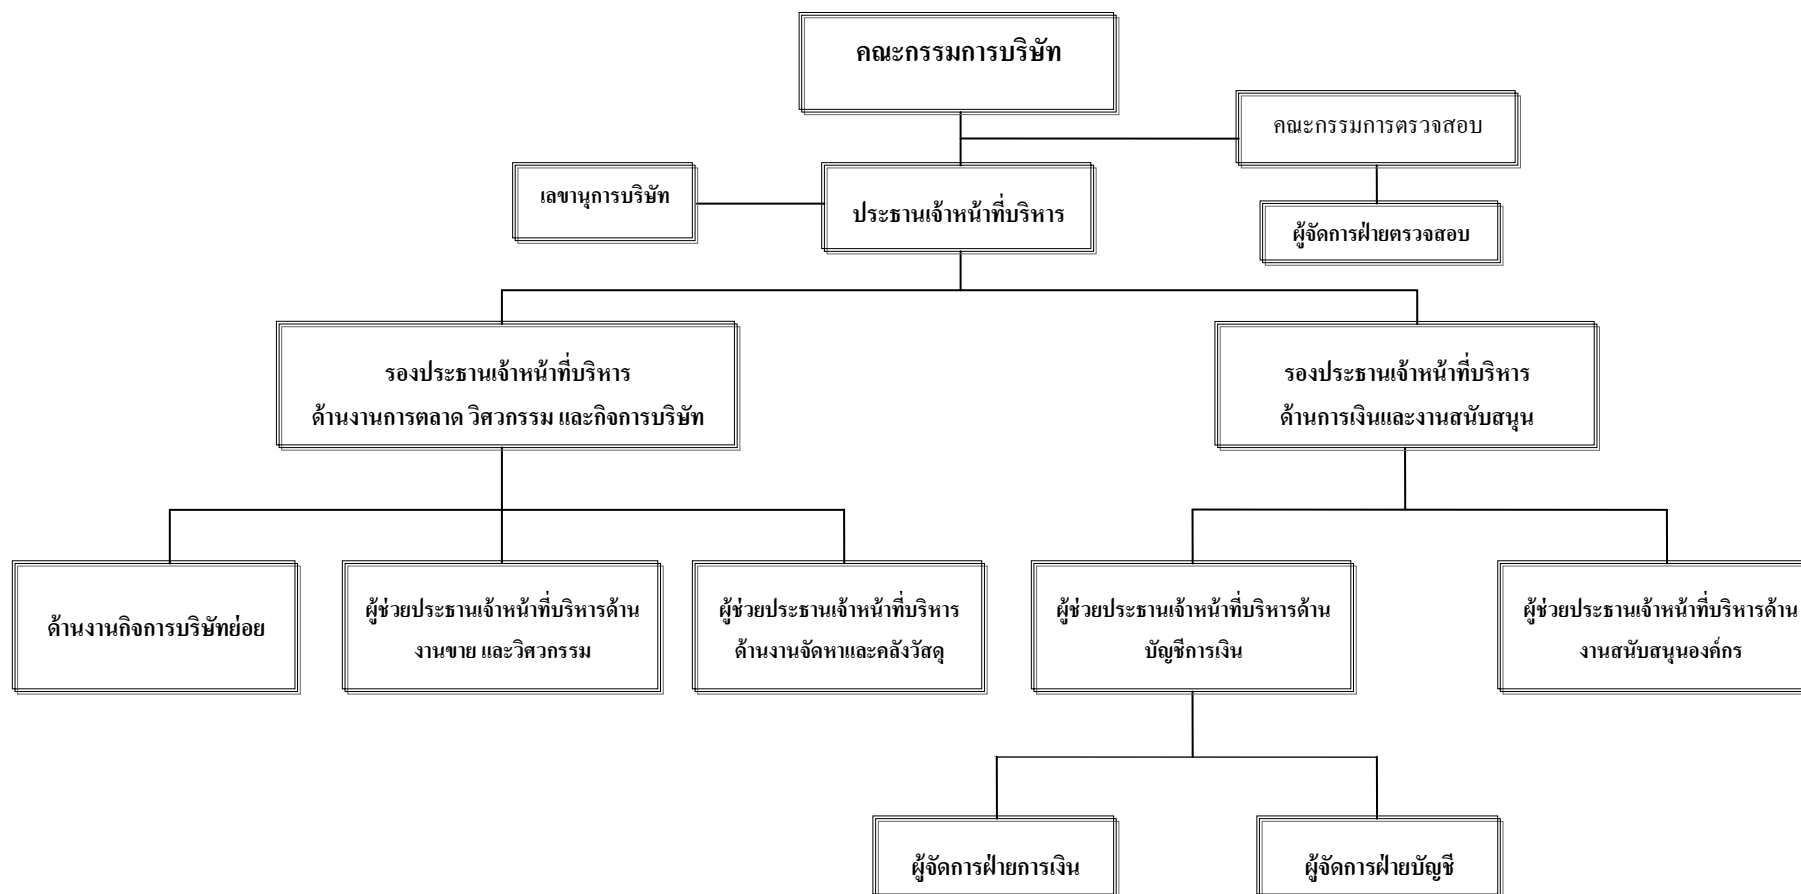 คณะกรรมการบริษัท
คณะกรรมการตรวจสอบ
เลขานุการบริษัท
ประธานเจ้าหน้าที่บริหาร
ผู้จัดการฝ่ายตรวจสอบ
รองประธานเจ้าหน้าที่บริหาร
ด้านงานการตลาด วิศวกรรม และกิจการบริษัท
รองประธานเจ้าหน้าที่บริหาร
ด้านการเงินและงานสนับสนุน
ด้านงานกิจการบริษัทย่อย
ผู้ช่วยประธานเจ้าหน้าที่บริหารด้าน
งานขาย และวิศวกรรม
ผู้ช่วยประธานเจ้าหน้าที่บริหาร
ด้านงานจัดหาและคลังวัสดุ
ผู้ช่วยประธานเจ้าหน้าที่บริหารด้าน
บัญชีการเงิน
ผู้ช่วยประธานเจ้าหน้าที่บริหารด้าน
งานสนับสนุนองค์กร
ผู้จัดการฝ่ายการเงิน
ผู้จัดการฝ่ายบัญชี